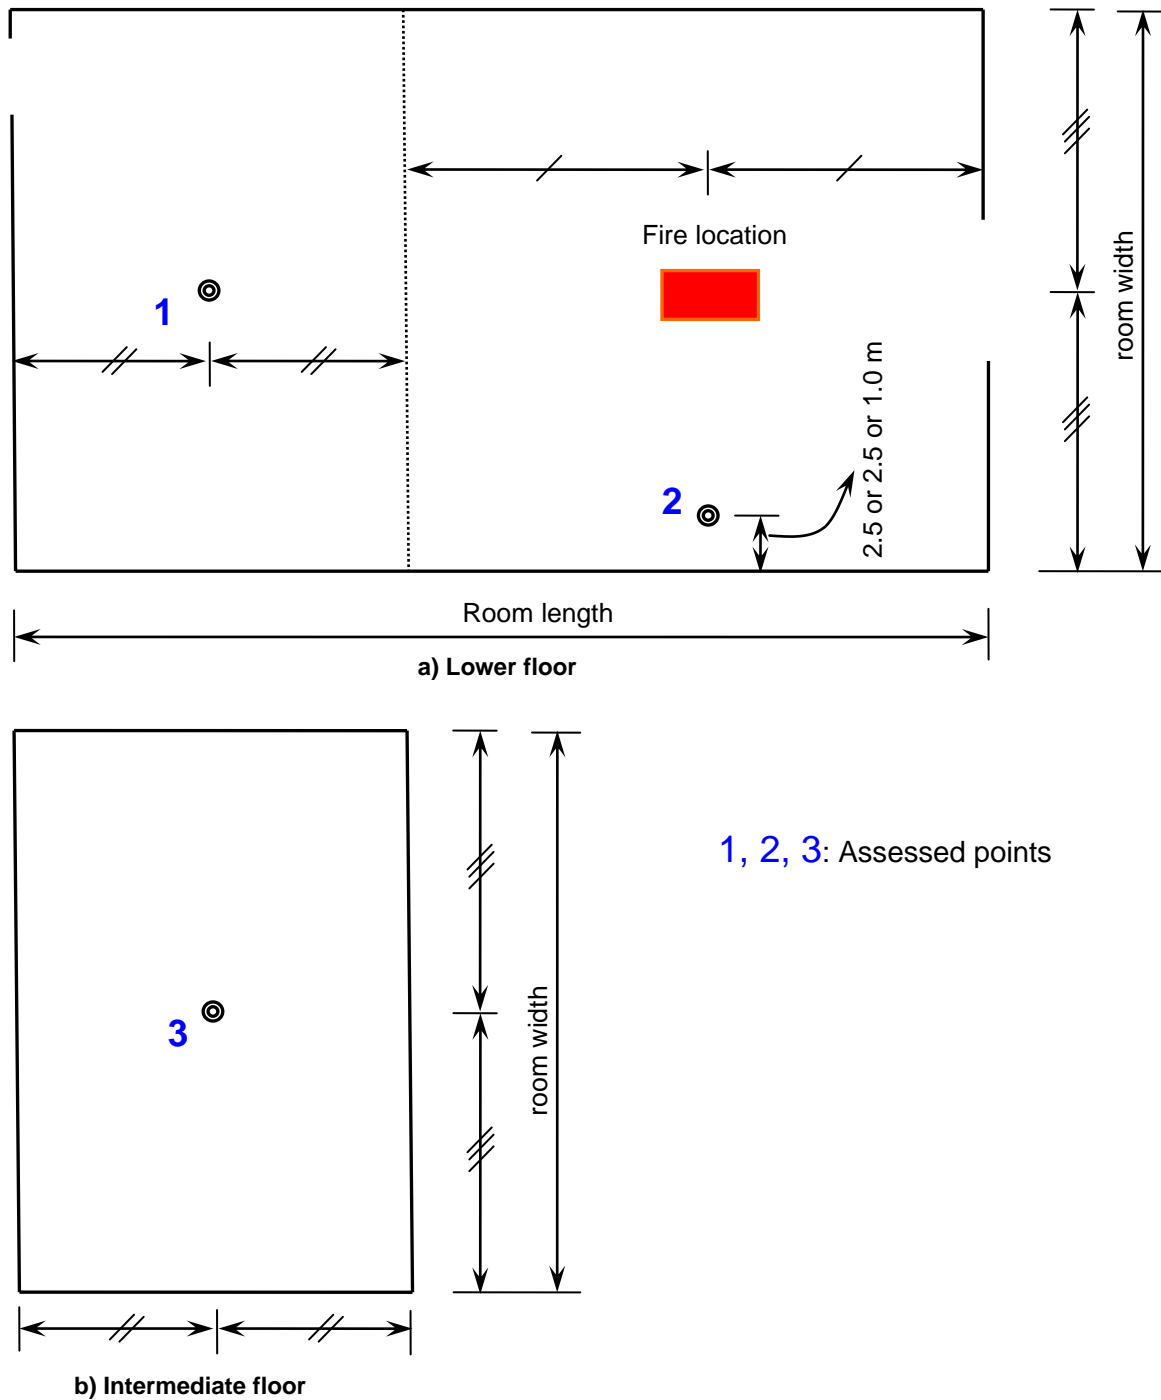 Fire location
room width
1
2.5 or 2.5 or 1.0 m
2
Room length
a) Lower floor
1, 2, 3: Assessed points
3
room width
b) Intermediate floor